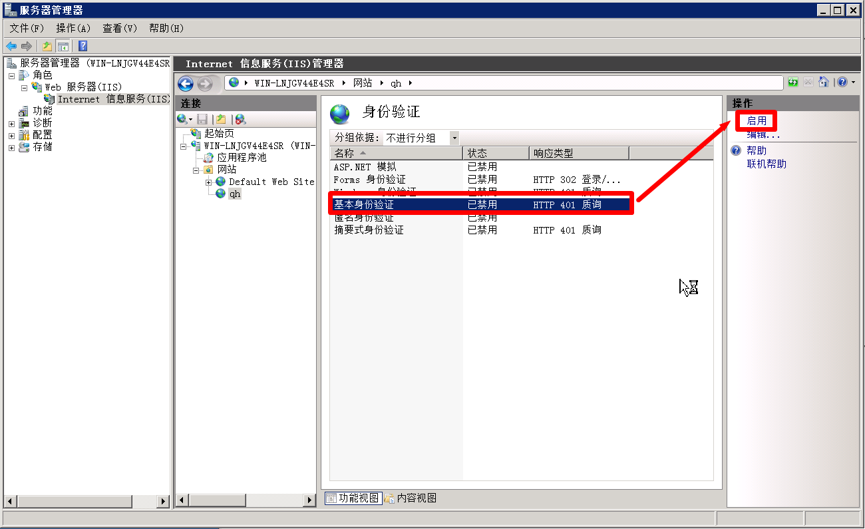 服务器管理器
文件(F) 操作(A) 查看(V) 帮助(H)
服务器管理器 (WIN-LNJGV44E4SR
角色
Web 服务器(IIS)
Internet 信息服务(IIS)
功能
诊断
配置
存储
Internet 信息服务(IIS)管理器
WIN-LNJGV44E4SR 网站 qh
连接
起始页
WIN-LNJGV44E4SR (WIN-
应用程序池
网站
Default Web Site
qh
身份验证
分组依据: 不进行分组
名称 状态 响应类型
ASP.NET 模拟 已禁用
Forms 身份验证 已禁用 HTTP 302 登录/...
Windows 身份验证 已禁用 HTTP 401 质询
基本身份验证 已禁用 HTTP 401 质询
匿名身份验证 已禁用
摘要式身份验证 已禁用 HTTP 401 质询
功能视图 内容视图
操作
启用
编辑...
帮助
联机帮助